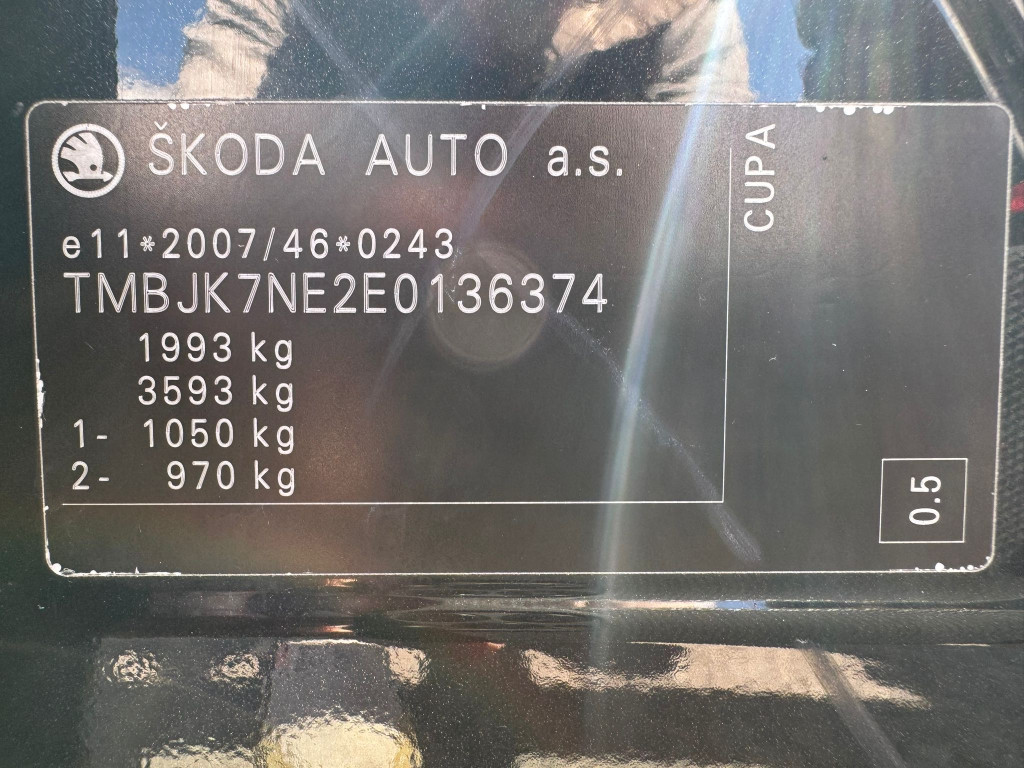 ŠKODA AUTO a.s.
e11*2007/46*0243
TMBJK7NE2E0136374
1993 kg
3593 kg
1- 1050 kg
2- 970 kg
CUPA
0.5